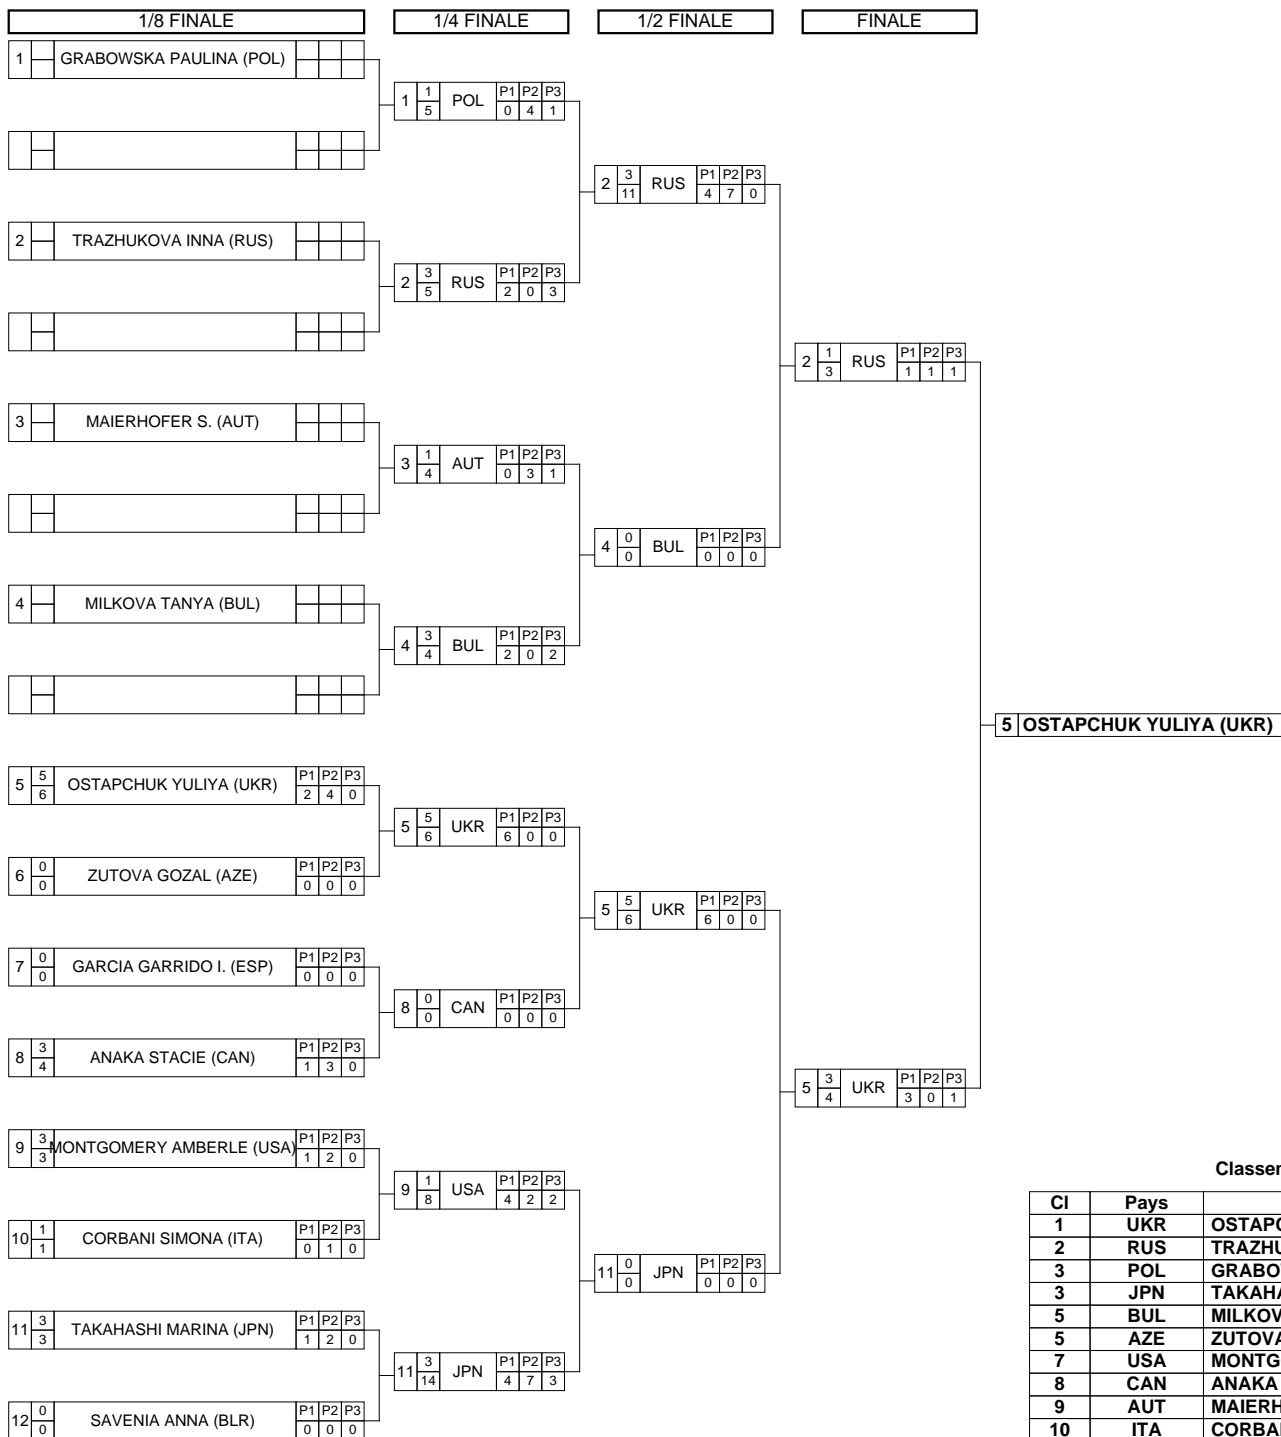 1/8 FINALE 1/4 FINALE 1/2 FINALE FINALE
1 GRABOWSKA PAULINA (POL)
1 1 5 POL P1 P2 P3 0 4 1
2 3 11 RUS P1 P2 P3 4 7 0
2 TRAZHUKOVA INNA (RUS)
2 3 5 RUS P1 P2 P3 2 0 3
2 1 3 RUS P1 P2 P3 1 1 1
3 MAIERHOFER S. (AUT)
3 1 4 AUT P1 P2 P3 0 3 1
4 0 0 BUL P1 P2 P3 0 0 0
4 MILKOVA TANYA (BUL)
4 3 4 BUL P1 P2 P3 2 0 2
5 OSTAPCHUK YULIYA (UKR)
5 5 6 OSTAPCHUK YULIYA (UKR) P1 P2 P3 2 4 0
5 5 6 UKR P1 P2 P3 6 0 0
6 0 0 ZUTOVA GOZAL (AZE) P1 P2 P3 0 0 0
5 5 6 UKR P1 P2 P3 6 0 0
7 0 0 GARCIA GARRIDO I. (ESP) P1 P2 P3 0 0 0
8 0 0 CAN P1 P2 P3 0 0 0
8 3 4 ANAKA STACIE (CAN) P1 P2 P3 1 3 0
5 3 4 UKR P1 P2 P3 3 0 1
9 3 3 MONTGOMERY AMBERLE (USA) P1 P2 P3 1 2 0
9 1 8 USA P1 P2 P3 4 2 2
10 1 1 CORBANI SIMONA (ITA) P1 P2 P3 0 1 0
11 0 0 JPN P1 P2 P3 0 0 0
11 3 3 TAKAHASHI MARINA (JPN) P1 P2 P3 1 2 0
11 3 14 JPN P1 P2 P3 4 7 3
12 0 0 SAVENIA ANNA (BLR) P1 P2 P3 0 0 0
Classe
Cl Pays
1 UKR OSTAP
2 RUS TRAZHU
3 POL GRABO
3 JPN TAKAHA
5 BUL MILKOV
5 AZE ZUTOVA
7 USA MONTG
8 CAN ANAKA
9 AUT MAIERH
10 ITA CORBA